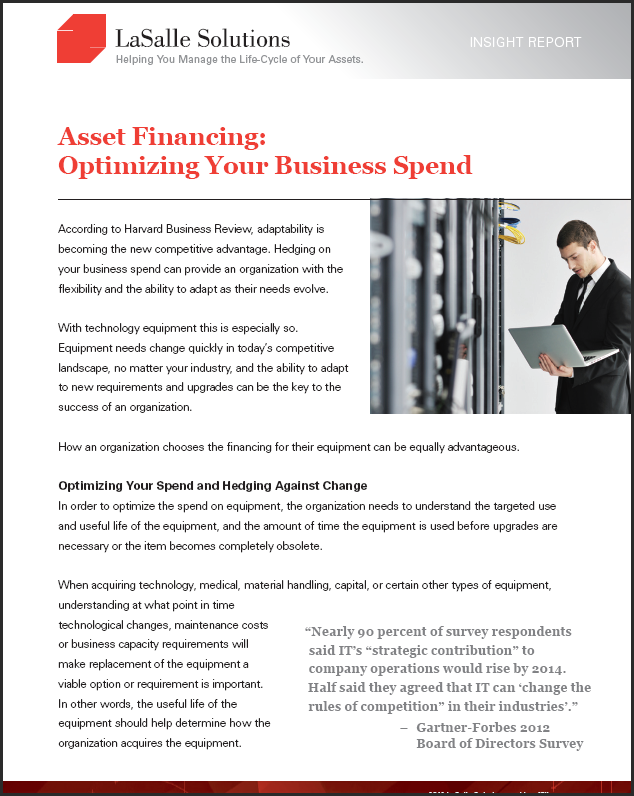 LaSalle Solutions
Helping You Manage the Life-Cycle of Your Assets.
INSIGHT REPORT
Asset Financing:
Optimizing Your Business Spend
According to Harvard Business Review, adaptability is
becoming the new competitive advantage. Hedging on
your business spend can provide an organization with the
flexibility and the ability to adapt as their needs evolve.
With technology equipment this is especially so.
Equipment needs change quickly in today's competitive
landscape, no matter your industry, and the ability to adapt
to new requirements and upgrades can be the key to the
success of an organization.
How an organization chooses the financing for their equipment can be equally advantageous.
Optimizing Your Spend and Hedging Against Change
In order to optimize the spend on equipment, the organization needs to understand the targeted use
and useful life of the equipment, and the amount of time the equipment is used before upgrades are
necessary or the item becomes completely obsolete.
When acquiring technology, medical, material handling, capital, or certain other types of equipment,
understanding at what point in time
technological changes, maintenance costs
or business capacity requirements will
make replacement of the equipment a
viable option or requirement is important.
In other words, the useful life of the
equipment should help determine how the
organization acquires the equipment.
“Nearly 90 percent of survey respondents
said IT's “strategic contribution” to
company operations would rise by 2014.
Half said they agreed that IT can ‘change the
rules of competition” in their industries’.”
– Gartner-Forbes 2012
Board of Directors Survey